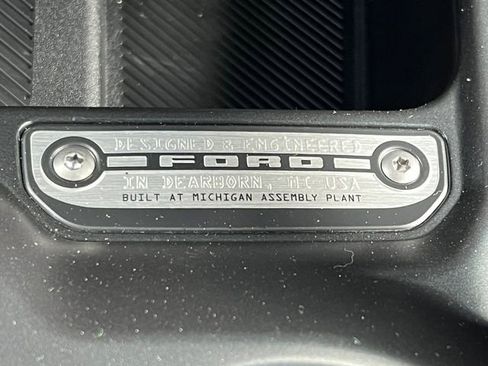 DESIGNED & ENGINEERED
FORD
IN DEARBORN, MI USA
BUILT AT MICHIGAN ASSEMBLY PLANT